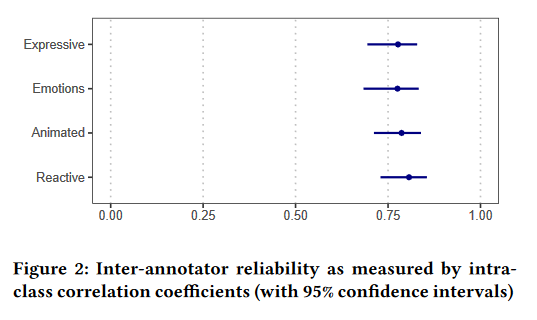 Expressive
Emotions
Animated
Reactive
0.00 0.25 0.50 0.75 1.00
Figure 2: Inter-annotator reliability as measured by intra-
class correlation coefficients (with 95% confidence intervals)